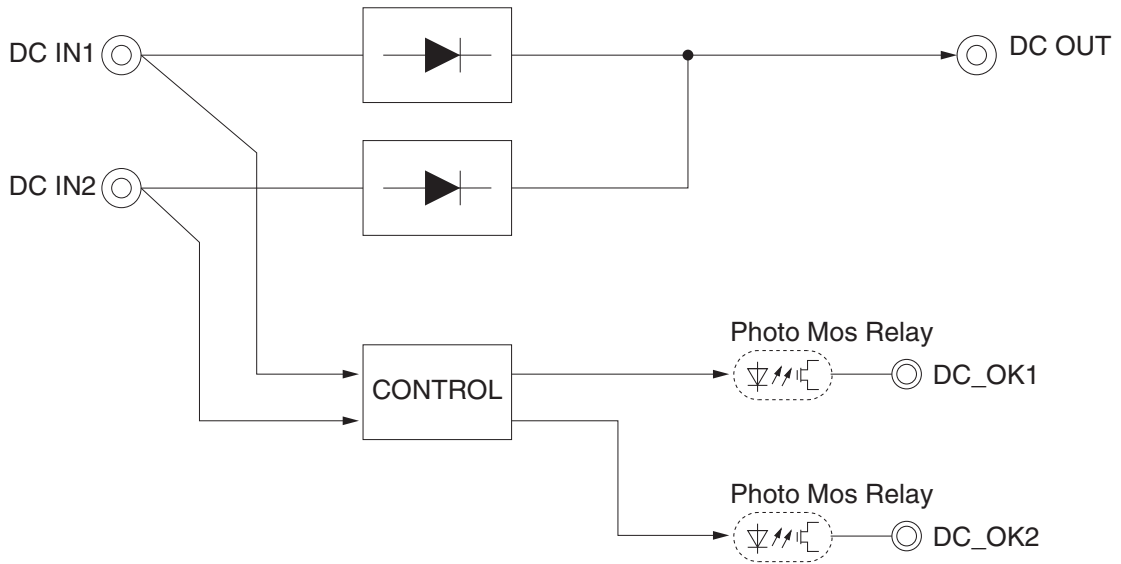 DC IN1
DC OUT
DC IN2
Photo Mos Relay
CONTROL
DC_OK1
Photo Mos Relay
DC_OK2